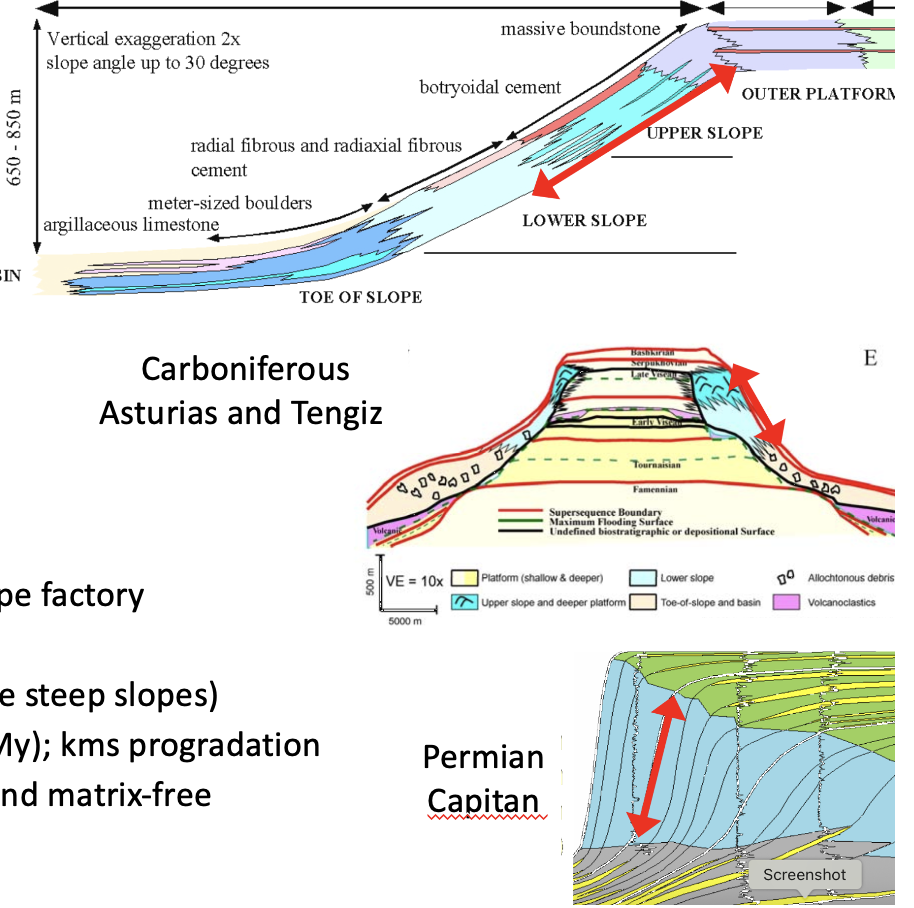 massive boundstone
Vertical exaggeration 2x
slope angle up to 30 degrees
botryoidal cement
OUTER PLATFORM
650 - 850 m
UPPER SLOPE
radial fibrous and radiaxial fibrous
cement
meter-sized boulders
argillaceous limestone
LOWER SLOPE
SIN
TOE OF SLOPE
Carboniferous
Asturias and Tengiz
E
Bashkirian
Serpukhovian
Late Visean
Early Visean
Tournaisian
Famennian
Volcanic
Volcanic
Supersequence Boundary
Maximum Flooding Surface
Undefined biostratigraphic or depositional Surface
500 m
VE = 10x
5000 m
Platform (shallow & deeper)
Lower slope
Allochtonous debris
Upper slope and deeper platform
Toe-of-slope and basin
Volcanoclastics
pe factory
e steep slopes)
My); kms progradation
nd matrix-free
Permian
Capitan
Screenshot